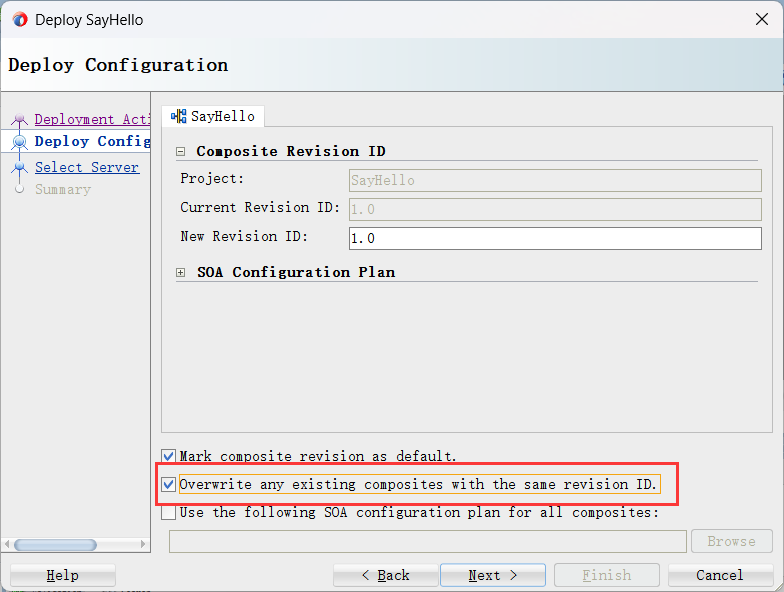 Deploy SayHello
Deploy Configuration
Deployment Acti
Deploy Config
Select Server
Summary
SayHello
Composite Revision ID
Project: SayHello
Current Revision ID: 1.0
New Revision ID: 1.0
SOA Configuration Plan
Mark composite revision as default.
Overwrite any existing composites with the same revision ID.
Use the following SOA configuration plan for all composites:
Browse
Help < Back Next > Finish Cancel